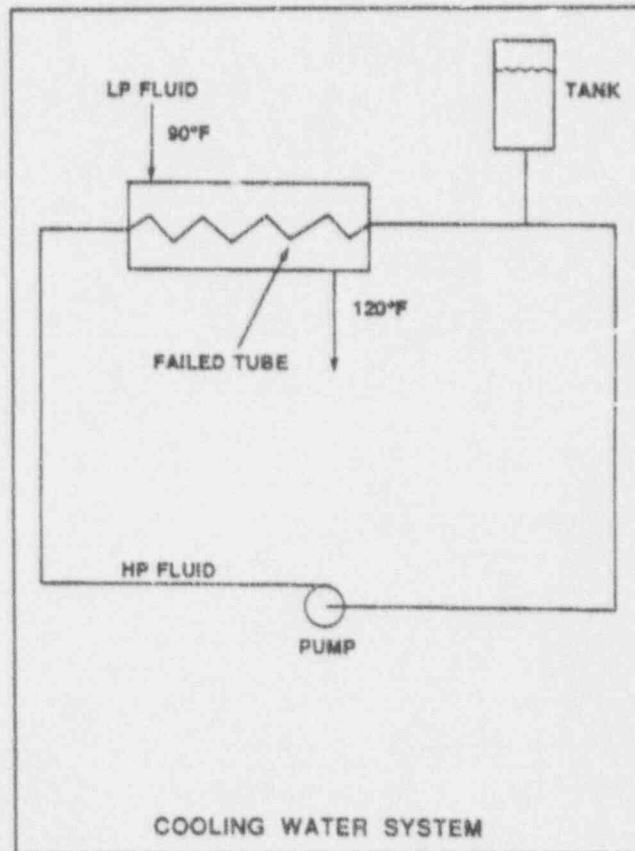 LP FLUID
90°F
TANK
120°F
FAILED TUBE
HP FLUID
PUMP
COOLING WATER SYSTEM